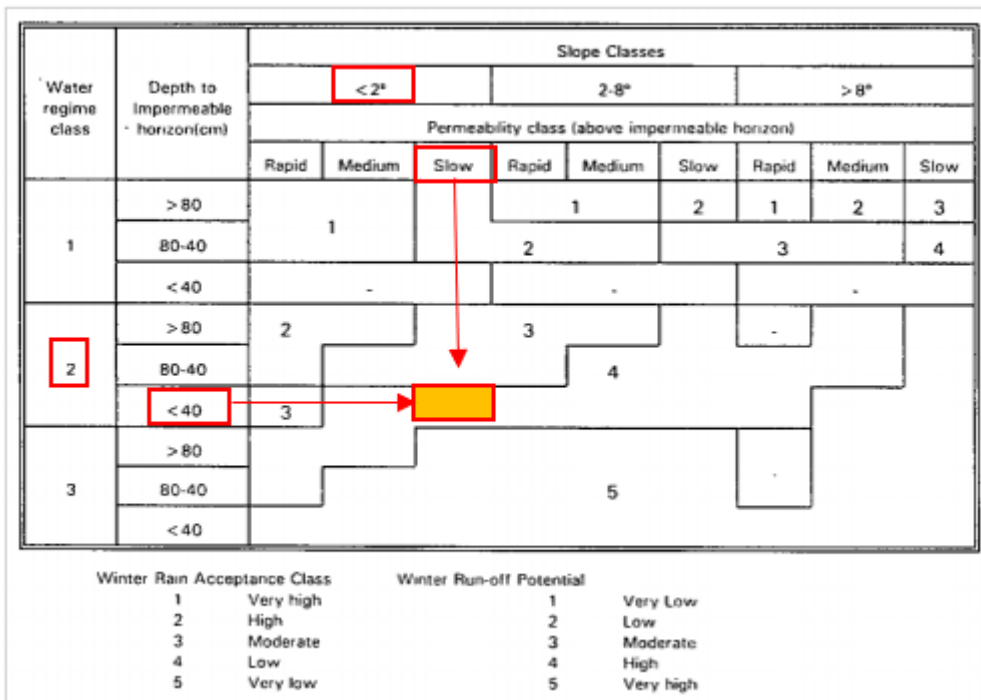 Slope Classes
Water regime class
Depth to Impermeable horizon(cm)
<2° 2-8° >8°
Permeability class (above impermeable horizon)
Rapid Medium Slow Rapid Medium Slow Rapid Medium Slow
1
>80 1 1 2 1 2 3
80-40 2 3 4
<40 - - -
2
>80 2 3 -
80-40 4
<40 3
3
>80
80-40 5 -
<40
Winter Rain Acceptance Class Winter Run-off Potential
1 Very high 1 Very Low
2 High 2 Low
3 Moderate 3 Moderate
4 Low 4 High
5 Very low 5 Very high